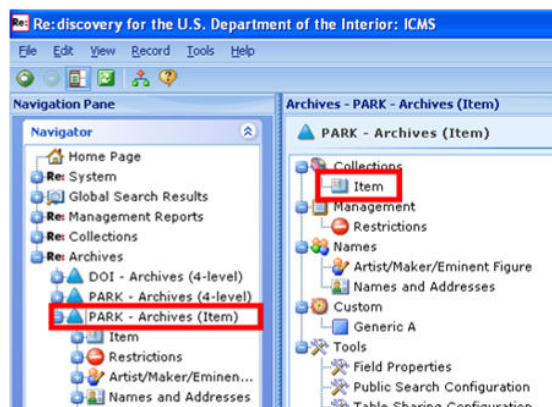 Re: Re:discovery for the U.S. Department of the Interior: ICMS
File Edit View Record Tools Help
Navigation Pane
Navigator
Home Page
Re: System
Global Search Results
Re: Management Reports
Re: Collections
Re: Archives
DOI - Archives (4-level)
PARK - Archives (4-level)
PARK - Archives (Item)
Item
Restrictions
Artist/Maker/Eminen...
Names and Addresses
Archives - PARK - Archives (Item)
PARK - Archives (Item)
Collections
Item
Management
Restrictions
Names
Artist/Maker/Eminent Figure
Names and Addresses
Custom
Generic A
Tools
Field Properties
Public Search Configuration
Table Sharing Configuration